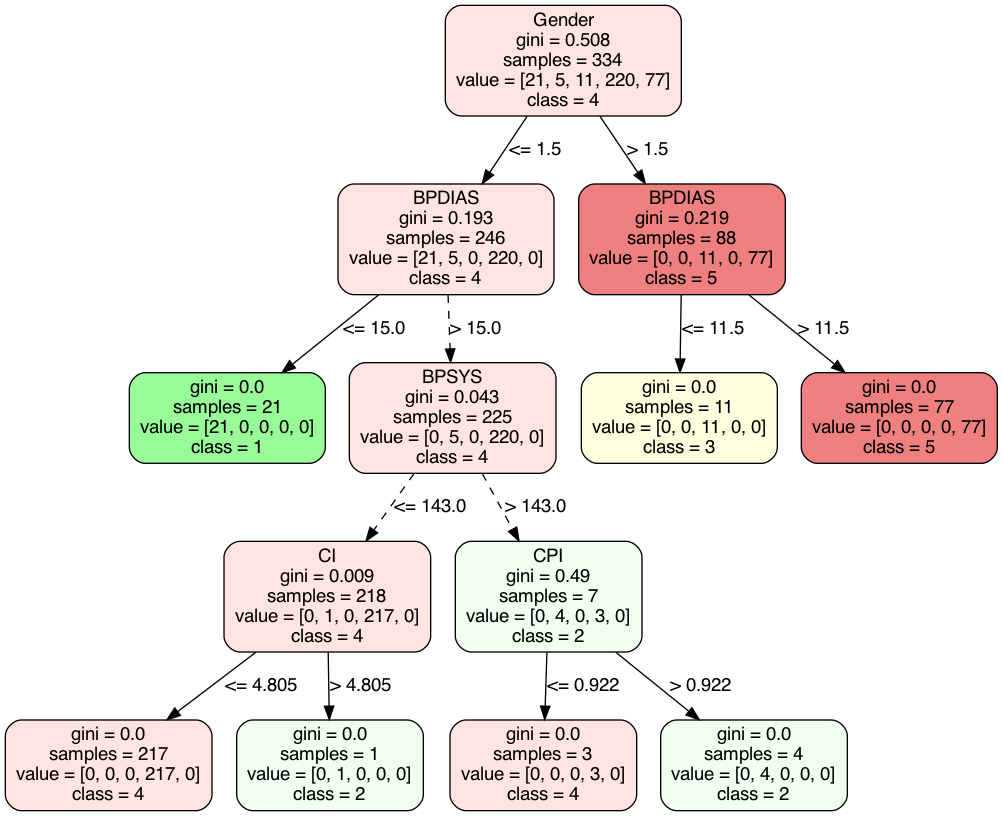 Gender
gini = 0.508
samples = 334
value = [21, 5, 11, 220, 77]
class = 4
<= 1.5
> 1.5
BPDIAS
gini = 0.193
samples = 246
value = [21, 5, 0, 220, 0]
class = 4
BPDIAS
gini = 0.219
samples = 88
value = [0, 0, 11, 0, 77]
class = 5
<= 15.0
> 15.0
<= 11.5
> 11.5
gini = 0.0
samples = 21
value = [21, 0, 0, 0, 0]
class = 1
BPSYS
gini = 0.043
samples = 225
value = [0, 5, 0, 220, 0]
class = 4
gini = 0.0
samples = 11
value = [0, 0, 11, 0, 0]
class = 3
gini = 0.0
samples = 77
value = [0, 0, 0, 0, 77]
class = 5
<= 143.0
> 143.0
CI
gini = 0.009
samples = 218
value = [0, 1, 0, 217, 0]
class = 4
CPI
gini = 0.49
samples = 7
value = [0, 4, 0, 3, 0]
class = 2
<= 4.805
> 4.805
<= 0.922
> 0.922
gini = 0.0
samples = 217
value = [0, 0, 0, 217, 0]
class = 4
gini = 0.0
samples = 1
value = [0, 1, 0, 0, 0]
class = 2
gini = 0.0
samples = 3
value = [0, 0, 0, 3, 0]
class = 4
gini = 0.0
samples = 4
value = [0, 4, 0, 0, 0]
class = 2